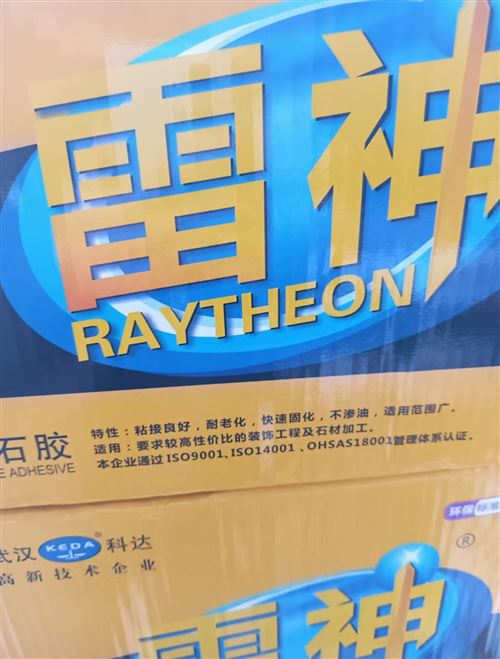 雷神
RAYTHEON
石胶
ADHESIVE
特性：粘接良好，耐老化，快速固化，不渗油，适用范围广。
适用：要求较高性价比的装饰工程及石材加工。
本企业通过ISO9001、ISO14001、OHSAS18001管理体系认证。
环保 标准
武汉 KEDA 科达
高新技术企业
®
雷神